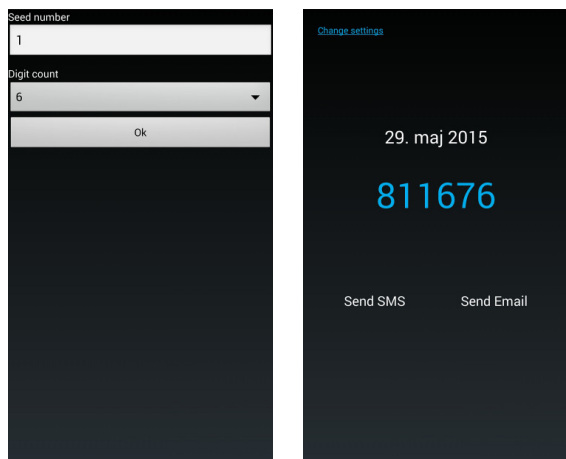 Seed number
1
Digit count
6
Ok
Change settings
29. maj 2015
811676
Send SMS
Send Email